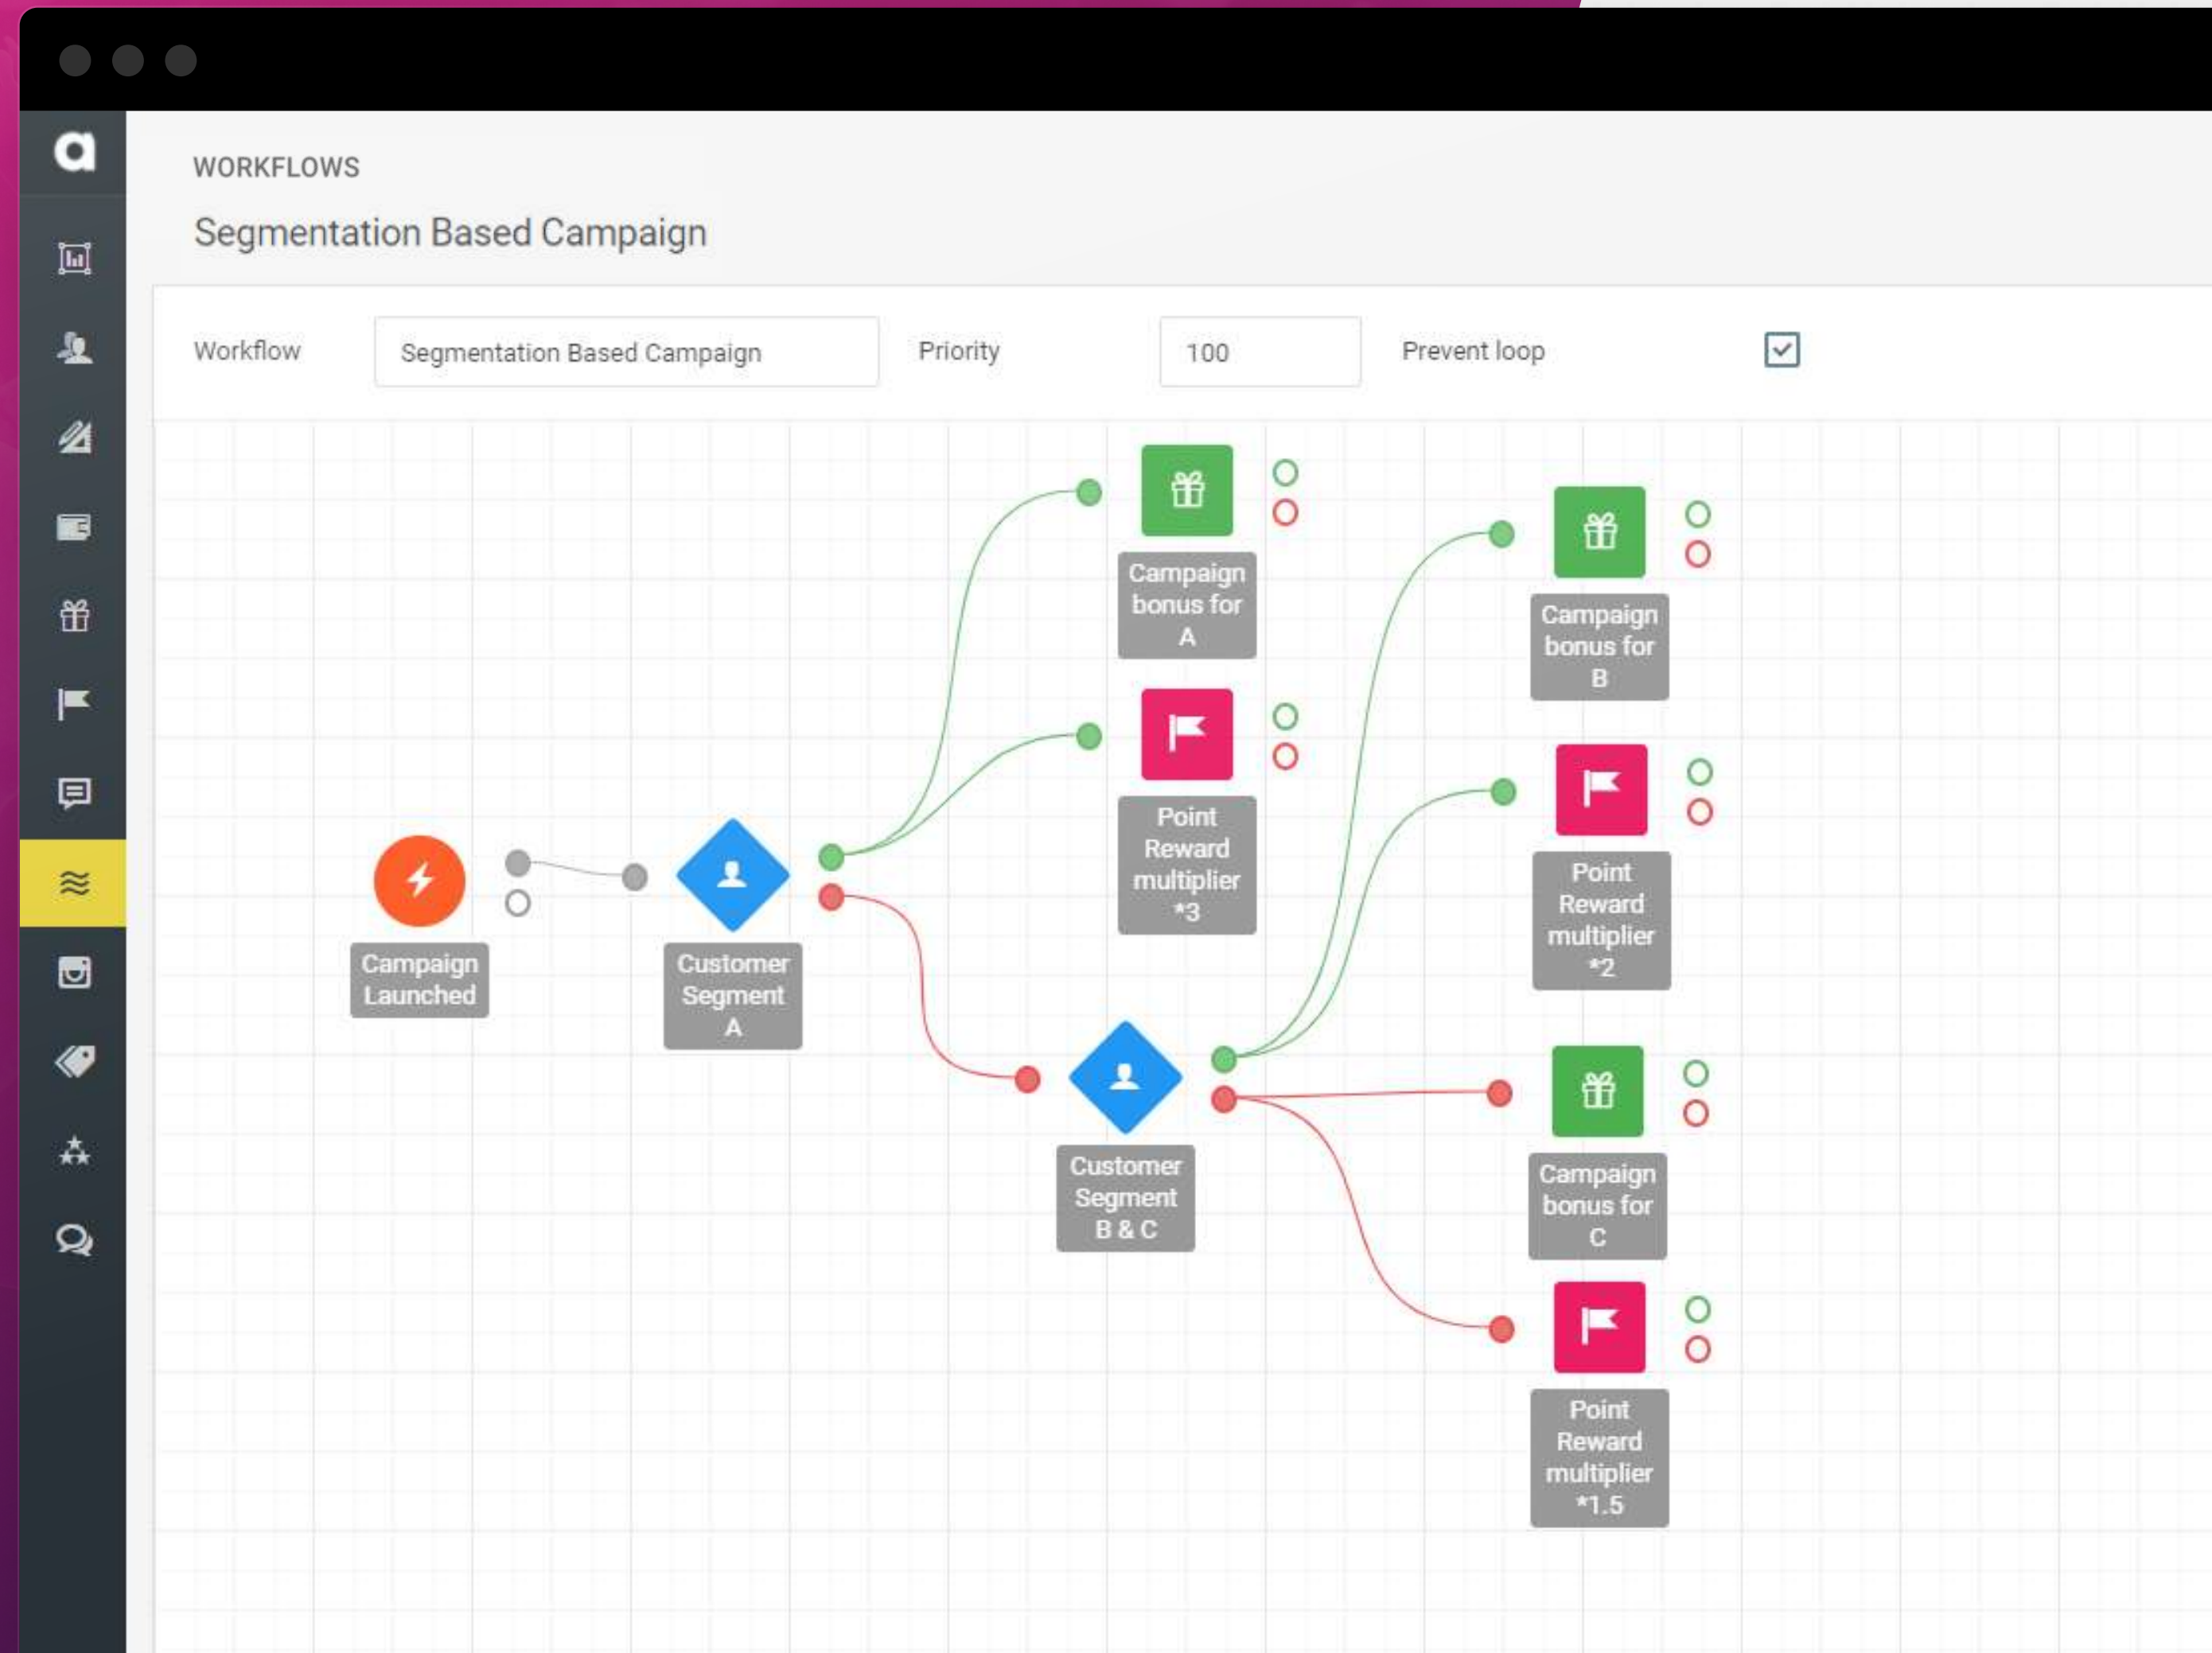 a
WORKFLOWS
Segmentation Based Campaign
Workflow
Segmentation Based Campaign
Priority
100
Prevent loop
Campaign
bonus for
A
Campaign
bonus for
B
Point
Reward
multiplier
*3
Point
Reward
multiplier
*2
Campaign
Launched
Customer
Segment
A
Customer
Segment
B & C
Campaign
bonus for
C
Point
Reward
multiplier
*1.5